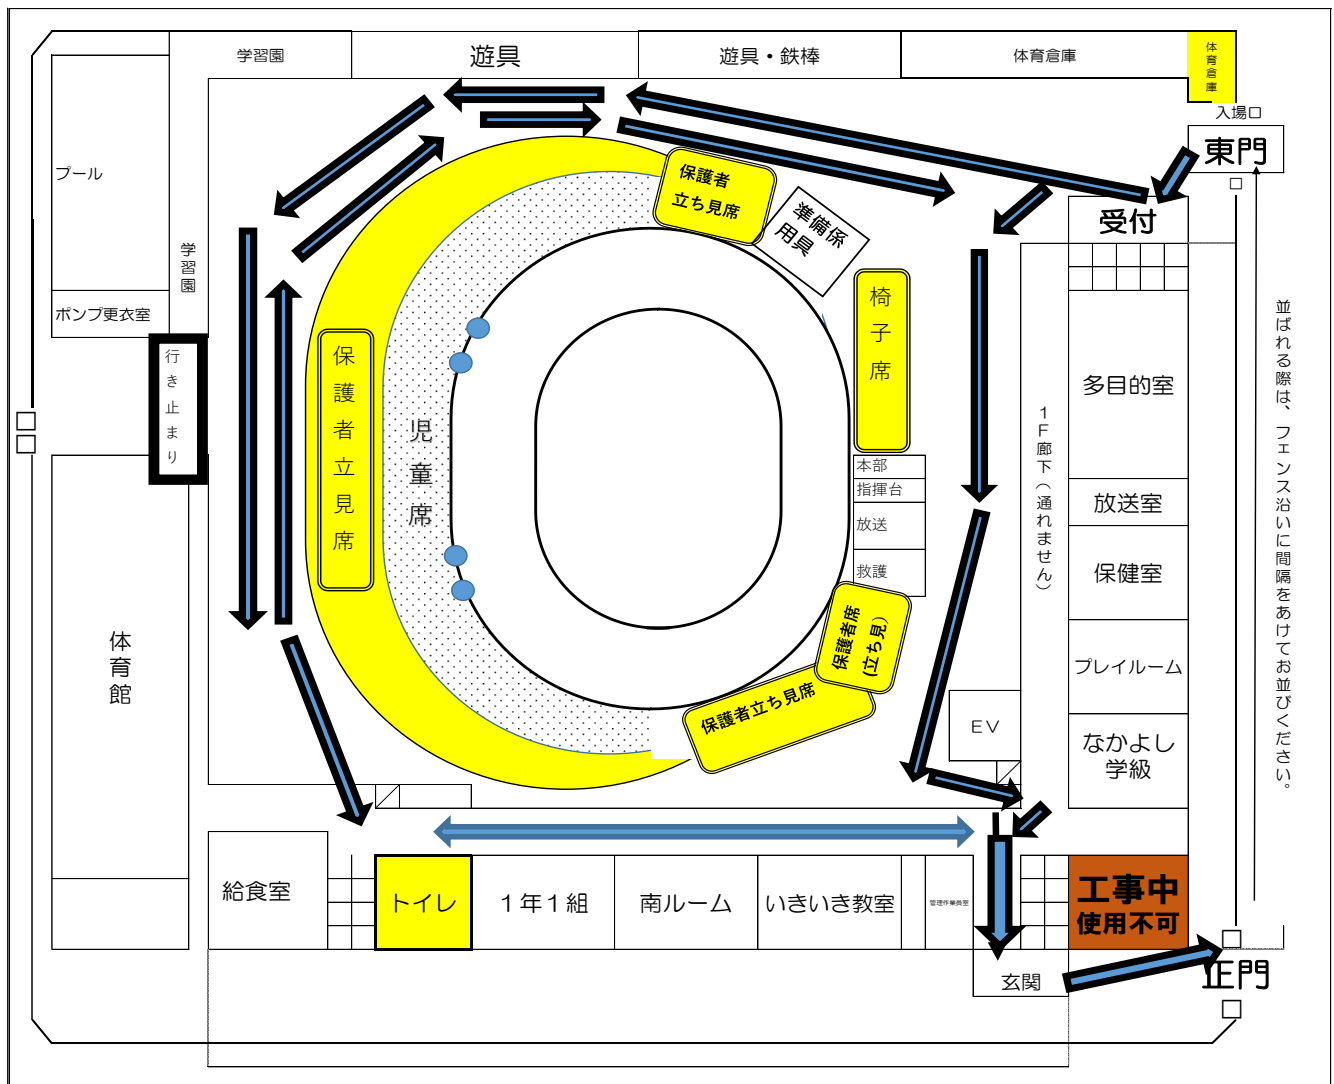 学習園
遊具
遊具・鉄棒
体育倉庫
体育倉庫
入場口
東門
プール
保護者
立ち見席
準備係
用具
受付
学習園
ポンプ更衣室
行き止まり
椅子席
保護者立見席
児童席
多目的室
１Ｆ廊下（通れません）
並ばれる際は、フェンス沿いに間隔をあけてお並びください。
本部
指揮台
放送
救護
放送室
保健室
体育館
保護者席
(立ち見)
保護者立ち見席
プレイルーム
ＥＶ
なかよし
学級
給食室
トイレ
１年１組
南ルーム
いきいき教室
管理作業員室
工事中
使用不可
玄関
正門